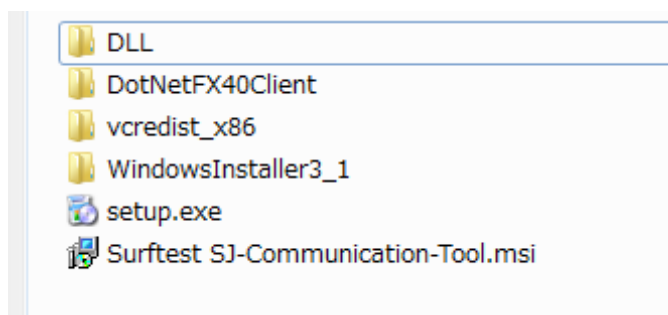 DLL
DotNetFX40Client
vcredist_x86
WindowsInstaller3_1
setup.exe
Surftest SJ-Communication-Tool.msi